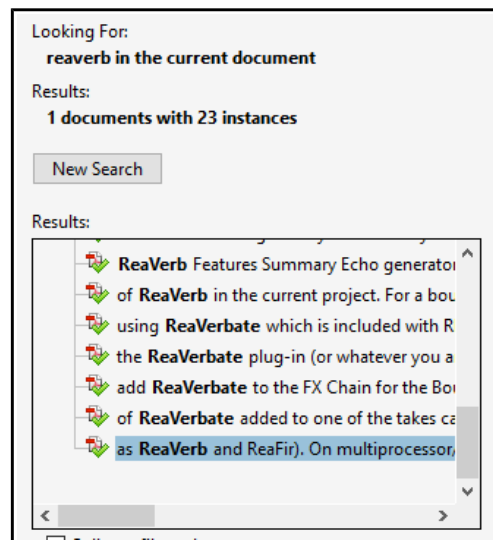 Looking For:
reaverb in the current document
Results:
1 documents with 23 instances
New Search
Results:
ReaVerb Features Summary Echo generator
of ReaVerb in the current project. For a bou
using ReaVerbate which is included with R
the ReaVerbate plug-in (or whatever you a
add ReaVerbate to the FX Chain for the Bou
of ReaVerbate added to one of the takes ca
as ReaVerb and ReaFir). On multiprocessor/